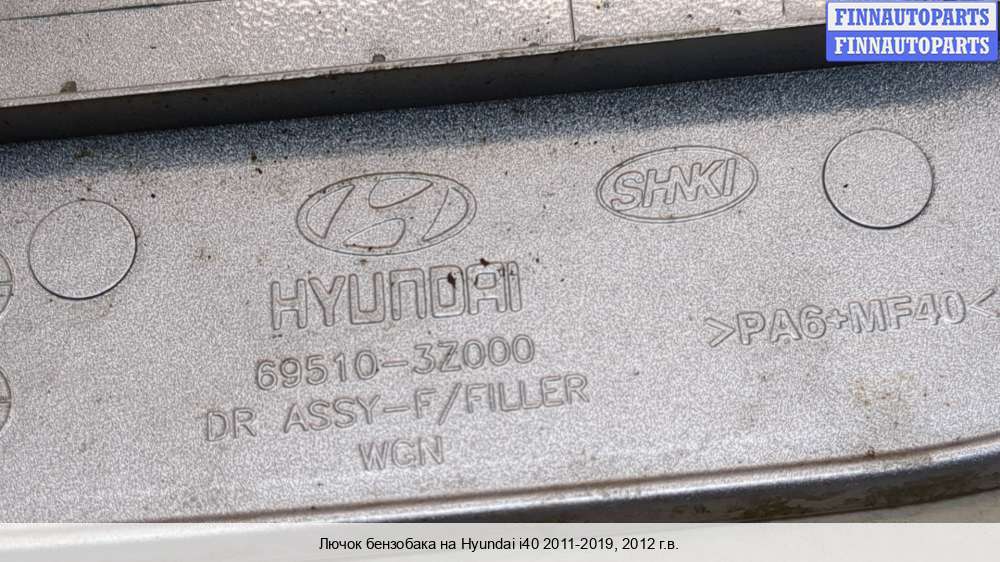 FINNAUTOPARTS
FINNAUTOPARTS
SHNKI
HYUNDAI
69510-3Z000
>PA6+MF40<
DR ASSY-F/FILLER
WCN
Лючок бензобака на Hyundai i40 2011-2019, 2012 г.в.